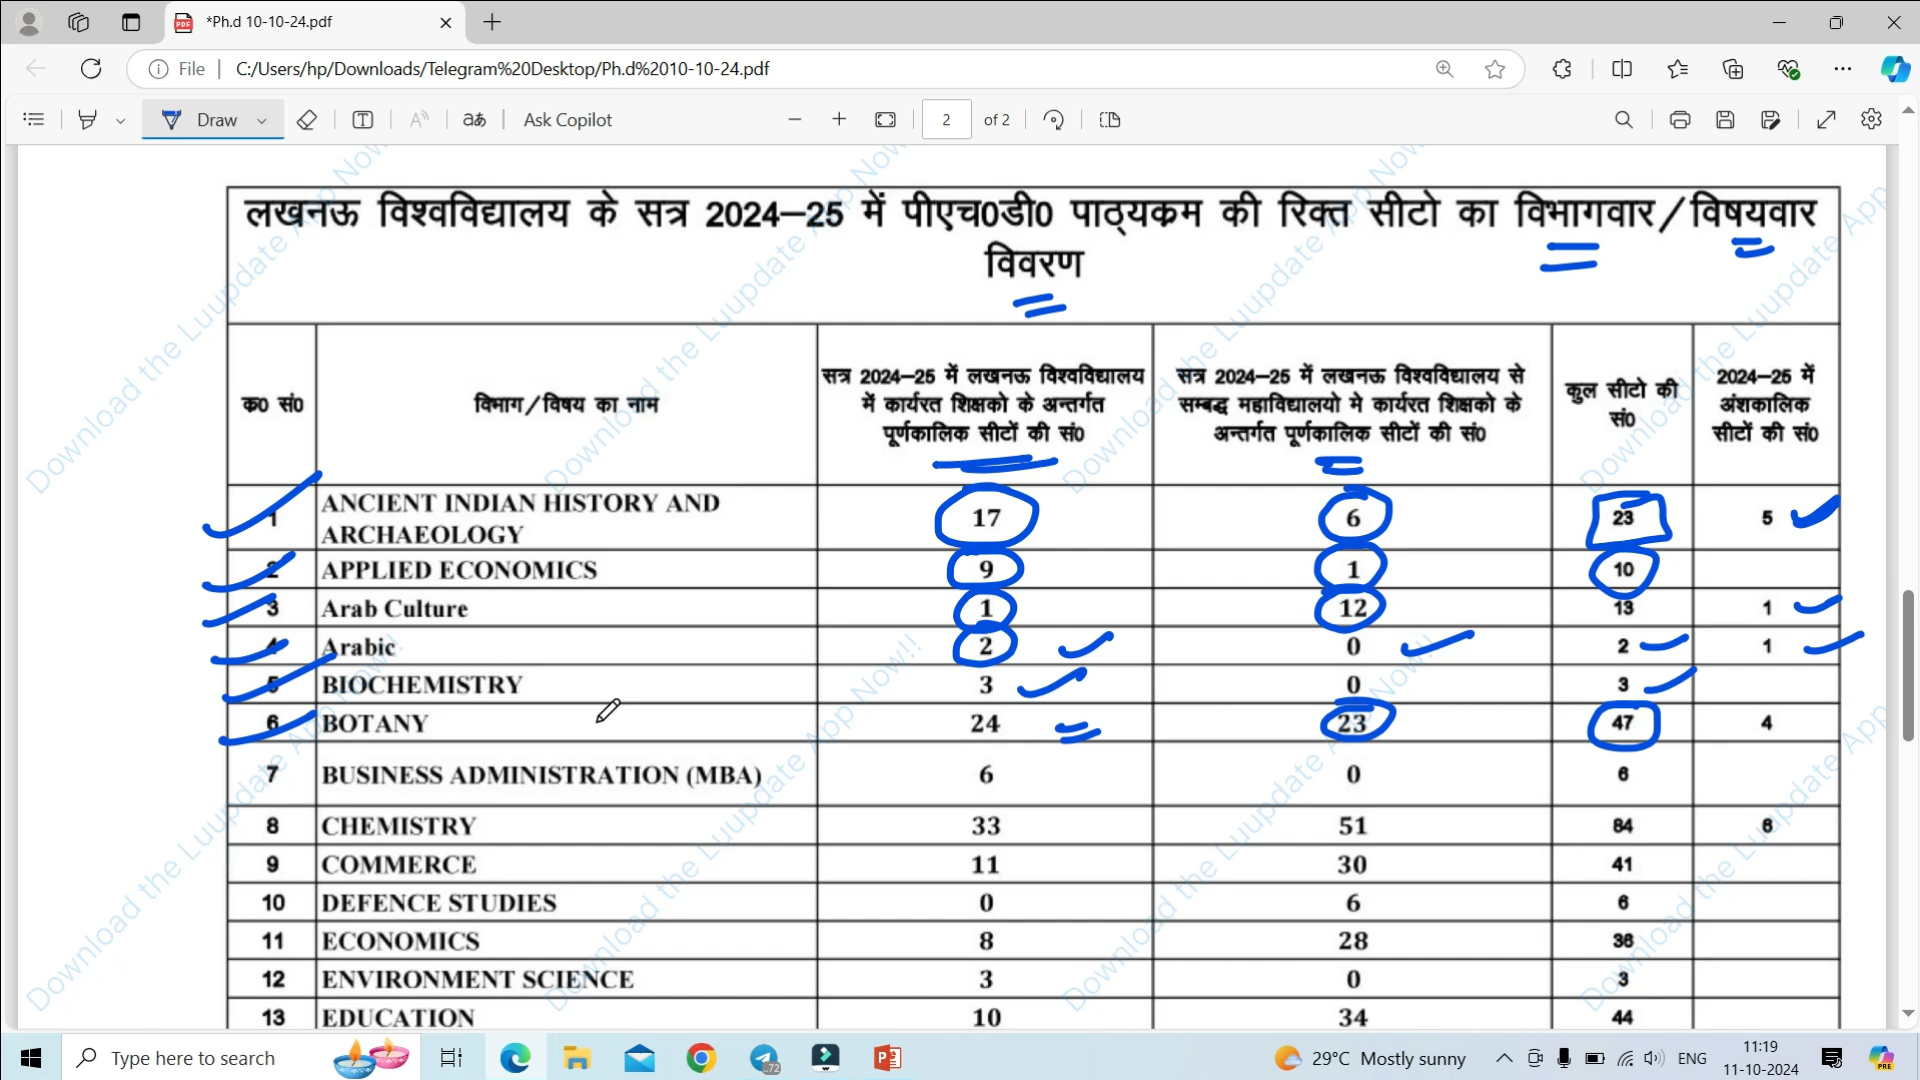 *Ph.d 10-10-24.pdf
File
C:/Users/hp/Downloads/Telegram%20Desktop/Ph.d%2010-10-24.pdf
Draw
Ask Copilot
2 of 2
लखनऊ विश्वविद्यालय के सत्र 2024–25 में पीएच0डी0 पाठ्यक्रम की रिक्त सीटो का विभागवार/विषयवार
विवरण
क0 सं0
विभाग/विषय का नाम
सत्र 2024–25 में लखनऊ विश्वविद्यालय
में कार्यरत शिक्षको के अन्तर्गत
पूर्णकालिक सीटों की सं0
सत्र 2024–25 में लखनऊ विश्वविद्यालय से
सम्बद्ध महाविद्यालयो मे कार्यरत शिक्षको के
अन्तर्गत पूर्णकालिक सीटों की सं0
कुल सीटो की
सं0
2024–25 में
अंशकालिक
सीटों की सं0
1 ANCIENT INDIAN HISTORY AND
ARCHAEOLOGY 17 6 23 5
2 APPLIED ECONOMICS 9 1 10
3 Arab Culture 1 12 13 1
4 Arabic 2 0 2 1
5 BIOCHEMISTRY 3 0 3
6 BOTANY 24 23 47 4
7 BUSINESS ADMINISTRATION (MBA) 6 0 6
8 CHEMISTRY 33 51 84 6
9 COMMERCE 11 30 41
10 DEFENCE STUDIES 0 6 6
11 ECONOMICS 8 28 36
12 ENVIRONMENT SCIENCE 3 0 3
13 EDUCATION 10 34 44
Download the Luupdate App Now!!
Type here to search
72
29°C Mostly sunny
ENG
11:19
11-10-2024
PRE